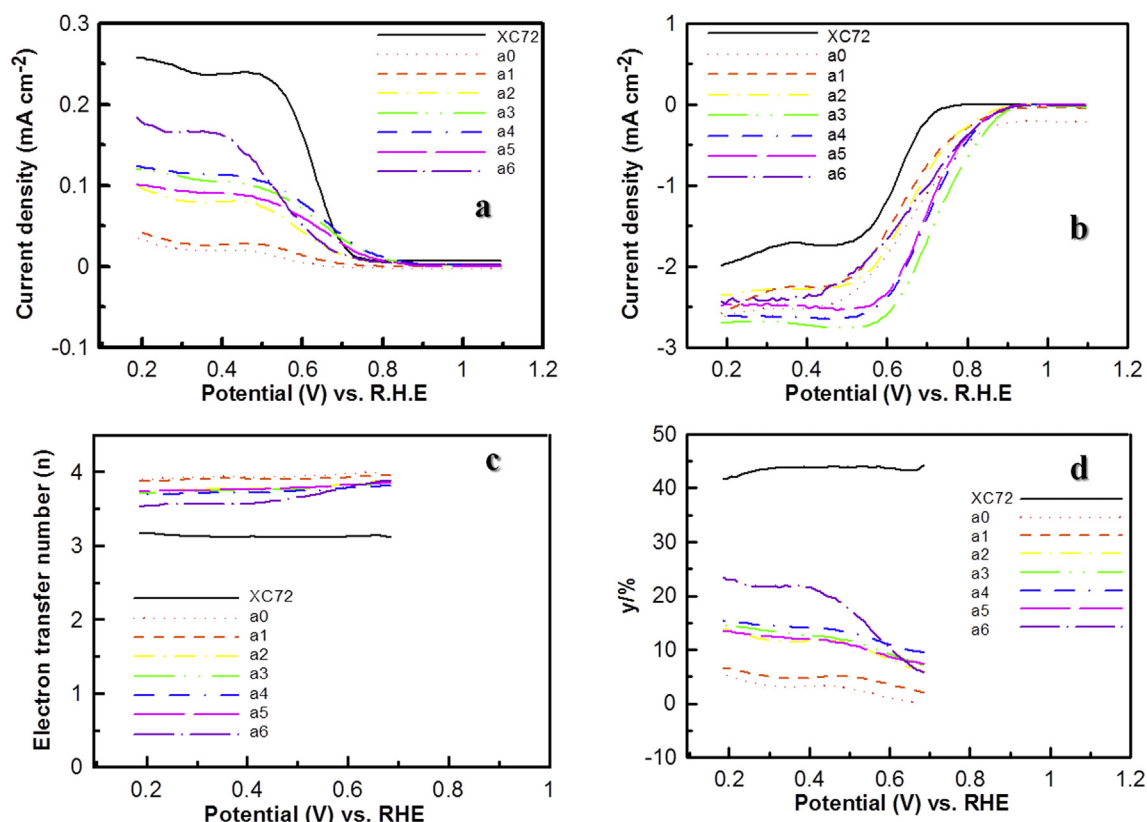 0.3
0.2
0.1
0
-0.1
Current density (mA cm-2)
XC72
a0
a1
a2
a3
a4
a5
a6
a
0.2
0.4
0.6
0.8
1
1.2
Potential (V) vs. R.H.E
1
0
-1
-2
-3
Current density (mA cm-2)
XC72
a0
a1
a2
a3
a4
a5
a6
b
0.2
0.4
0.6
0.8
1
1.2
Potential (V) vs. R.H.E
4
3
2
1
0
Electron transfer number (n)
c
XC72
a0
a1
a2
a3
a4
a5
a6
0.2
0.4
0.6
0.8
1
Potential (V) vs. RHE
50
40
30
20
10
0
-10
y/%
d
XC72
a0
a1
a2
a3
a4
a5
a6
0.2
0.4
0.6
0.8
1
1.2
Potential (V) vs. RHE